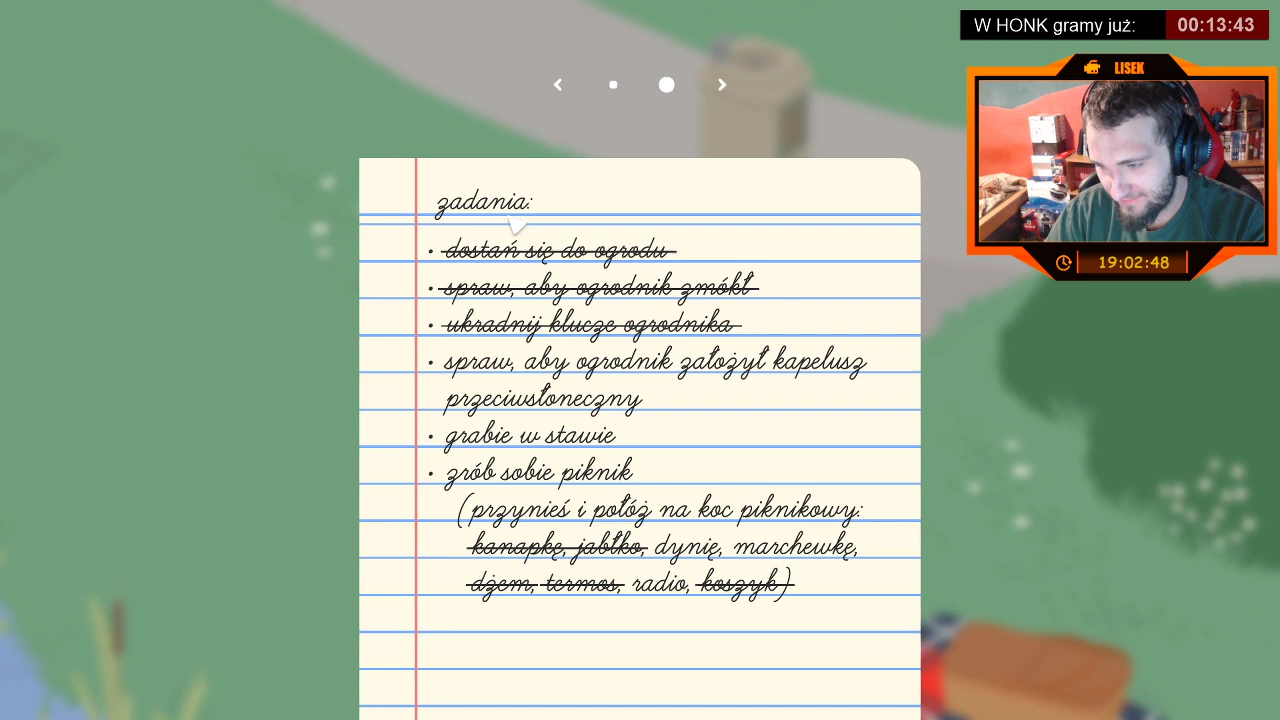 W HONK gramy już: 00:13:43
LISEK
19:02:48
zadania:
• dostań się do ogrodu
• spraw, aby ogrodnik zmókł
• ukradnij klucze ogrodnika
• spraw, aby ogrodnik założył kapelusz
przeciwsłoneczny
• grabie w stawie
• zrób sobie piknik
(przynieś i połóż na koc piknikowy:
kanapkę, jabłko, dynię, marchewkę,
dżem, termos, radio, koszyk)